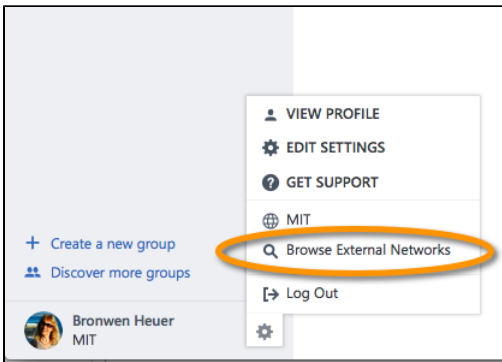 VIEW PROFILE
EDIT SETTINGS
GET SUPPORT
MIT
Browse External Networks
Log Out
Create a new group
Discover more groups
Bronwen Heuer
MIT